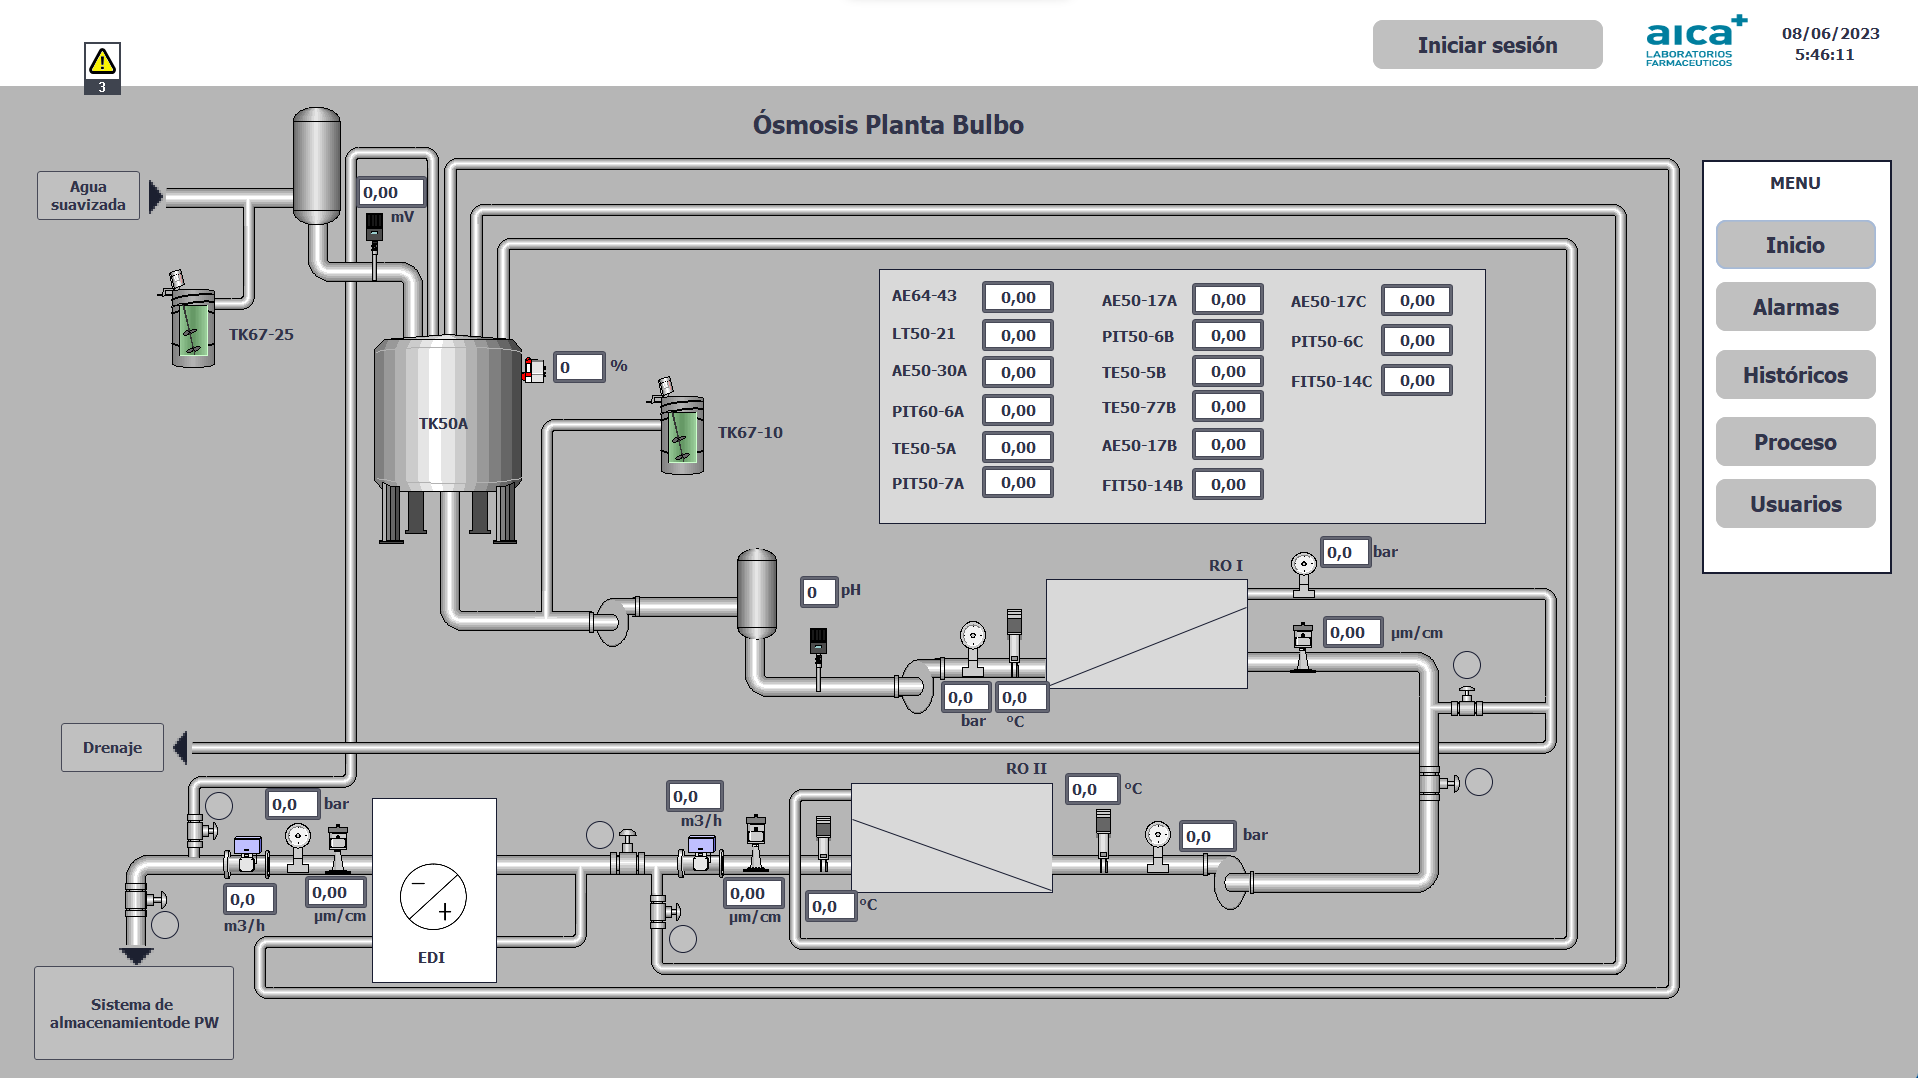 Iniciar sesión
aica+
LABORATORIOS
FARMACEUTICOS
08/06/2023
5:46:11
3
Ósmosis Planta Bulbo
Agua
suavizada
0,00
mV
TK67-25
TK50A
0 %
TK67-10
AE64-43 0,00
LT50-21 0,00
AE50-30A 0,00
PIT60-6A 0,00
TE50-5A 0,00
PIT50-7A 0,00
AE50-17A 0,00
PIT50-6B 0,00
TE50-5B 0,00
TE50-77B 0,00
AE50-17B 0,00
FIT50-14B 0,00
AE50-17C 0,00
PIT50-6C 0,00
FIT50-14C 0,00
MENU
Inicio
Alarmas
Históricos
Proceso
Usuarios
0 pH
RO I
0,0 bar
0,00 µm/cm
0,0
bar
0,0
°C
Drenaje
RO II
0,0 °C
0,0 bar
0,0
m3/h
0,00
µm/cm
0,0 °C
0,0 bar
0,0
m3/h
0,00
µm/cm
− +
EDI
Sistema de
almacenamientode PW